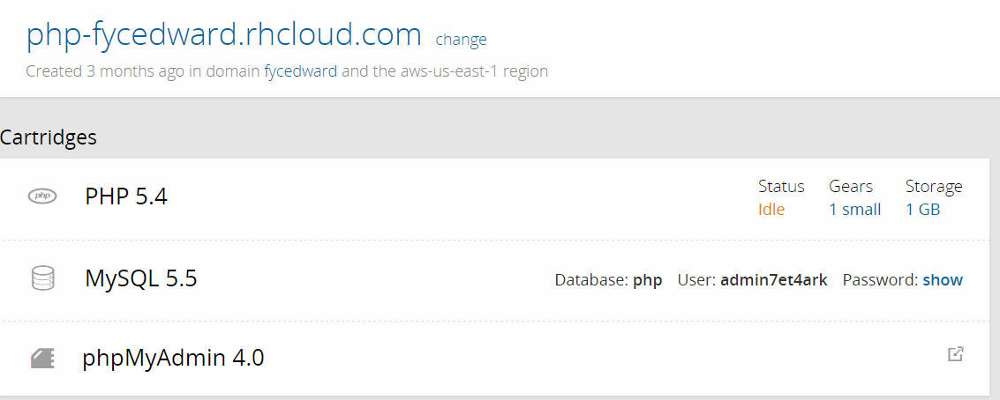 php-fycedward.rhcloud.com change
Created 3 months ago in domain fycedward and the aws-us-east-1 region
Cartridges
php PHP 5.4
Status Gears Storage
Idle 1 small 1 GB
MySQL 5.5 Database: php User: admin7et4ark Password: show
phpMyAdmin 4.0